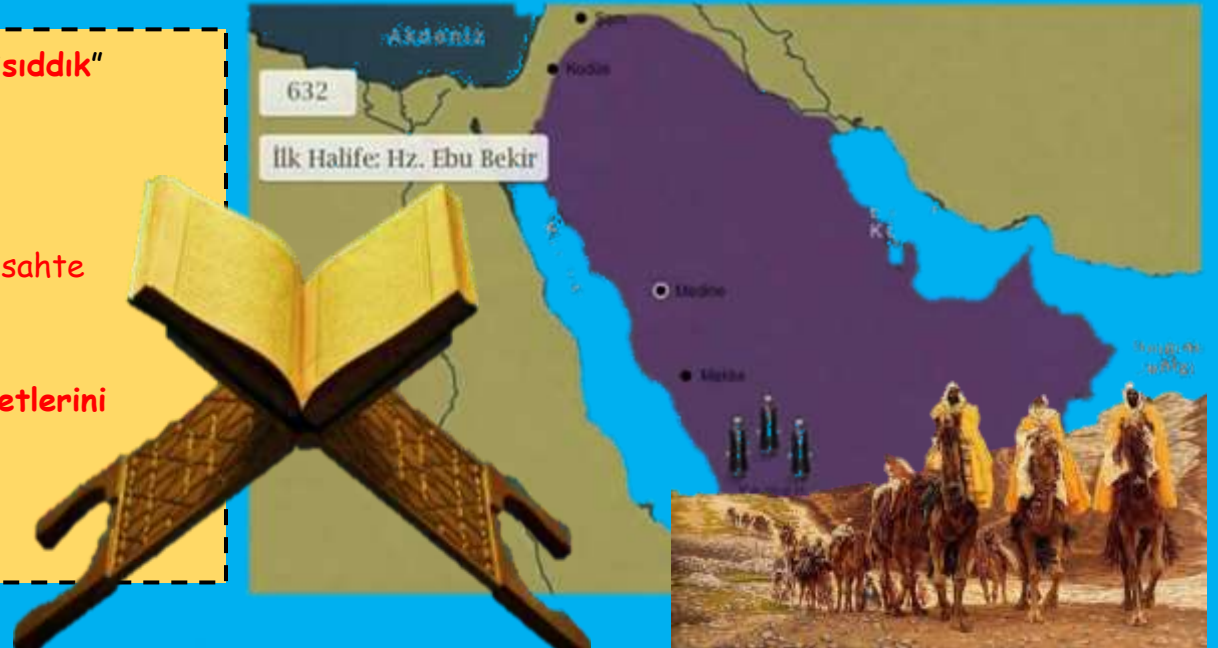 sıddık"
sahte
etlerini
Akdeniz
Şam
Kudüs
632
İlk Halife: Hz. Ebu Bekir
Medine
Mekke